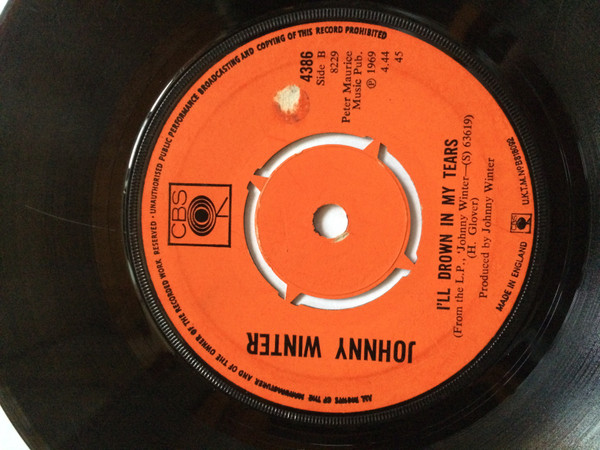 ALL RIGHTS OF THE MANUFACTURER AND OF THE OWNER OF THE RECORDED WORK RESERVED · UNAUTHORISED PUBLIC PERFORMANCE BROADCASTING AND COPYING OF THIS RECORD PROHIBITED
CBS
JOHNNY WINTER
4386
Side B
8229
Peter Maurice
Music Pub.
℗ 1969
4.44
45
I'LL DROWN IN MY TEARS
(From the L.P., 'Johnny Winter—(S) 63619)
(H. Glover)
Produced by Johnny Winter
MADE IN ENGLAND
CBS
U.K.T.M. No